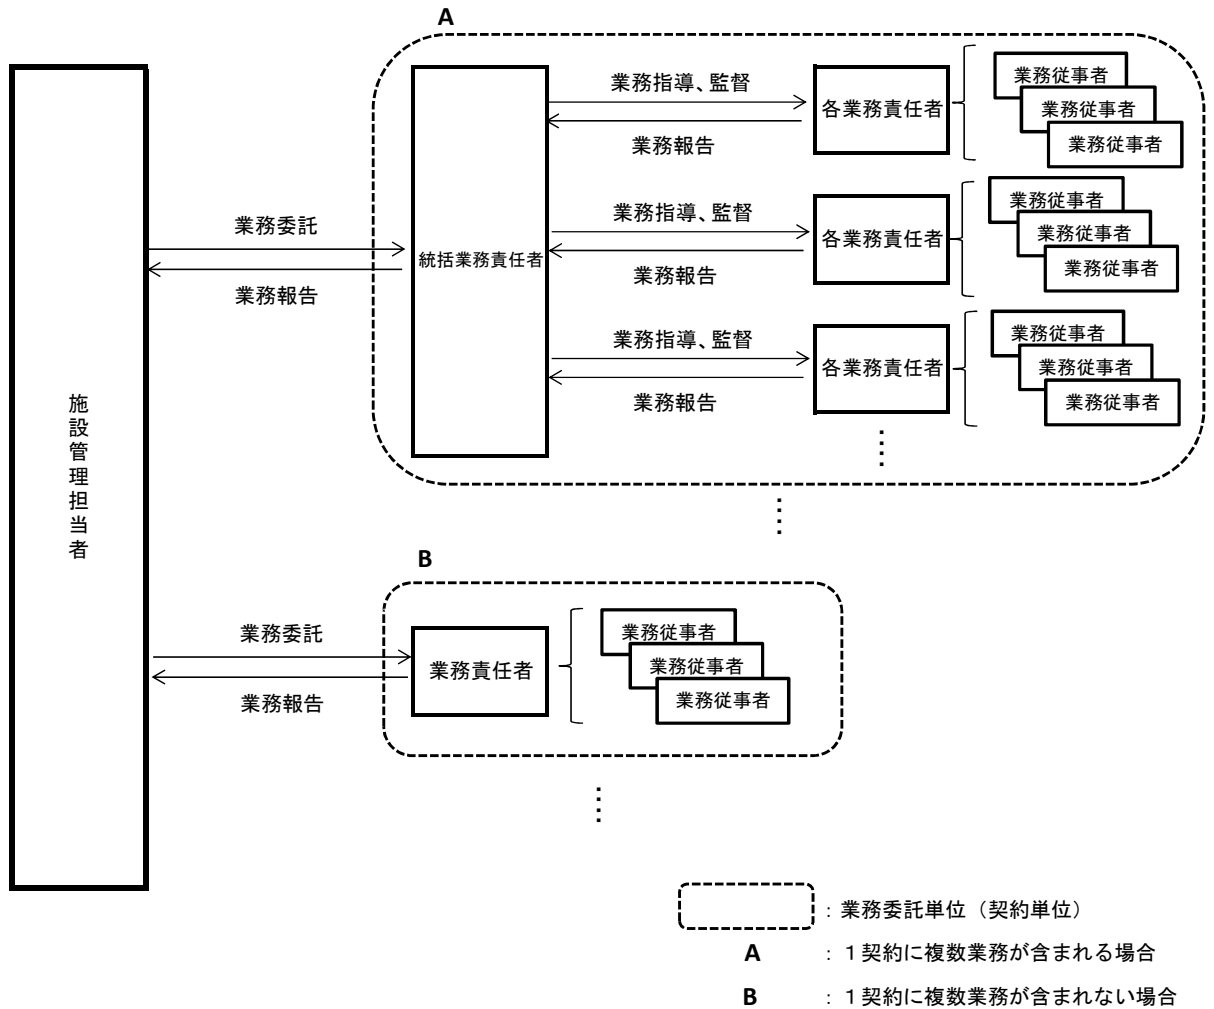 A
施設管理担当者
業務委託
業務報告
統括業務責任者
業務指導、監督
業務報告
各業務責任者
業務従事者
業務従事者
業務従事者
業務指導、監督
業務報告
各業務責任者
業務従事者
業務従事者
業務従事者
業務指導、監督
業務報告
各業務責任者
業務従事者
業務従事者
業務従事者
B
業務委託
業務報告
業務責任者
業務従事者
業務従事者
業務従事者
：業務委託単位（契約単位）
A ：１契約に複数業務が含まれる場合
B ：１契約に複数業務が含まれない場合